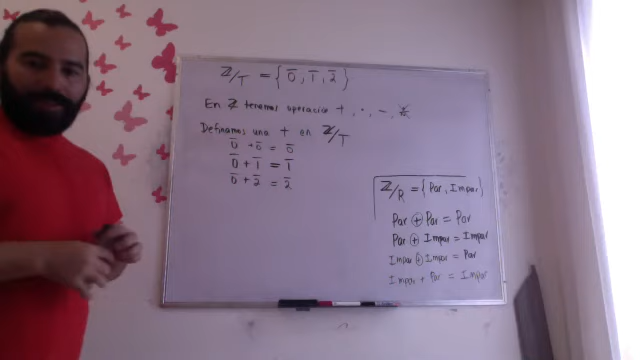 ℤ/T = { 0̅, 1̅, 2̅ }
En ℤ tenemos operación +, ·, −,
Definamos una + en ℤ/T
0̅ + 0̅ = 0̅
0̅ + 1̅ = 1̅
0̅ + 2̅ = 2̅
ℤ/R = { Par, Impar }
Par ⊕ Par = Par
Par ⊕ Impar = Impar
Impar ⊕ Impar = Par
Impar + Par = Impar